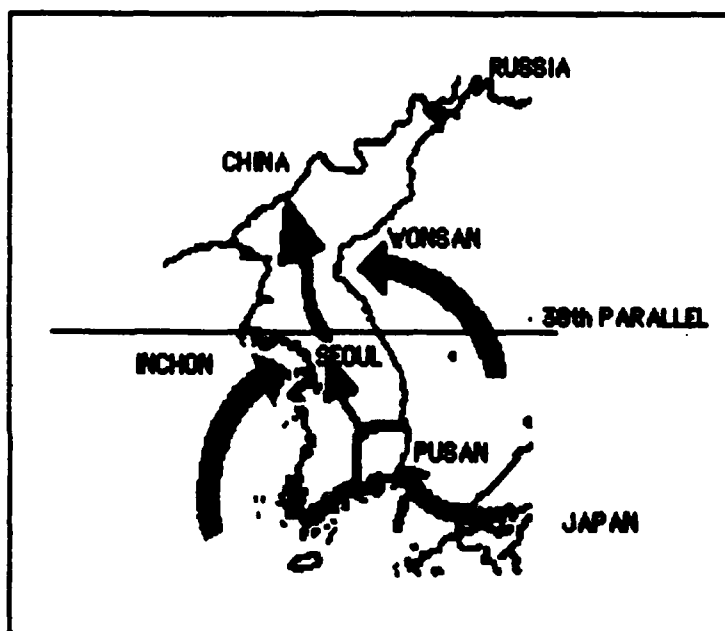 RUSSIA
CHINA
WONSAN
38th PARALLEL
INCHON
SEOUL
PUSAN
JAPAN